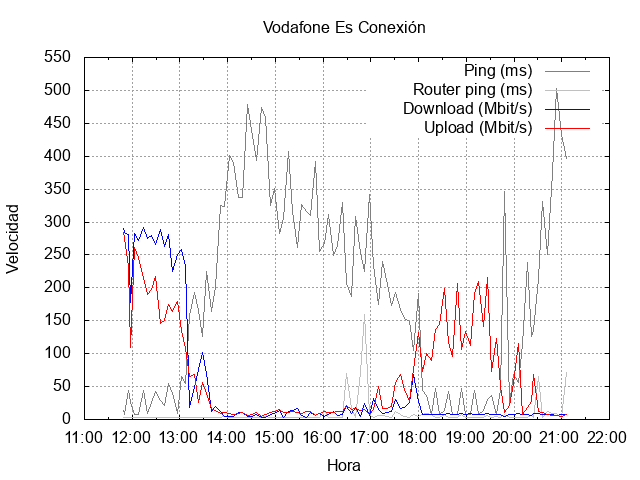 Vodafone Es Conexión
Ping (ms)
Router ping (ms)
Download (Mbit/s)
Upload (Mbit/s)
550
500
450
400
350
300
250
200
150
100
50
0
Velocidad
11:00 12:00 13:00 14:00 15:00 16:00 17:00 18:00 19:00 20:00 21:00 22:00
Hora